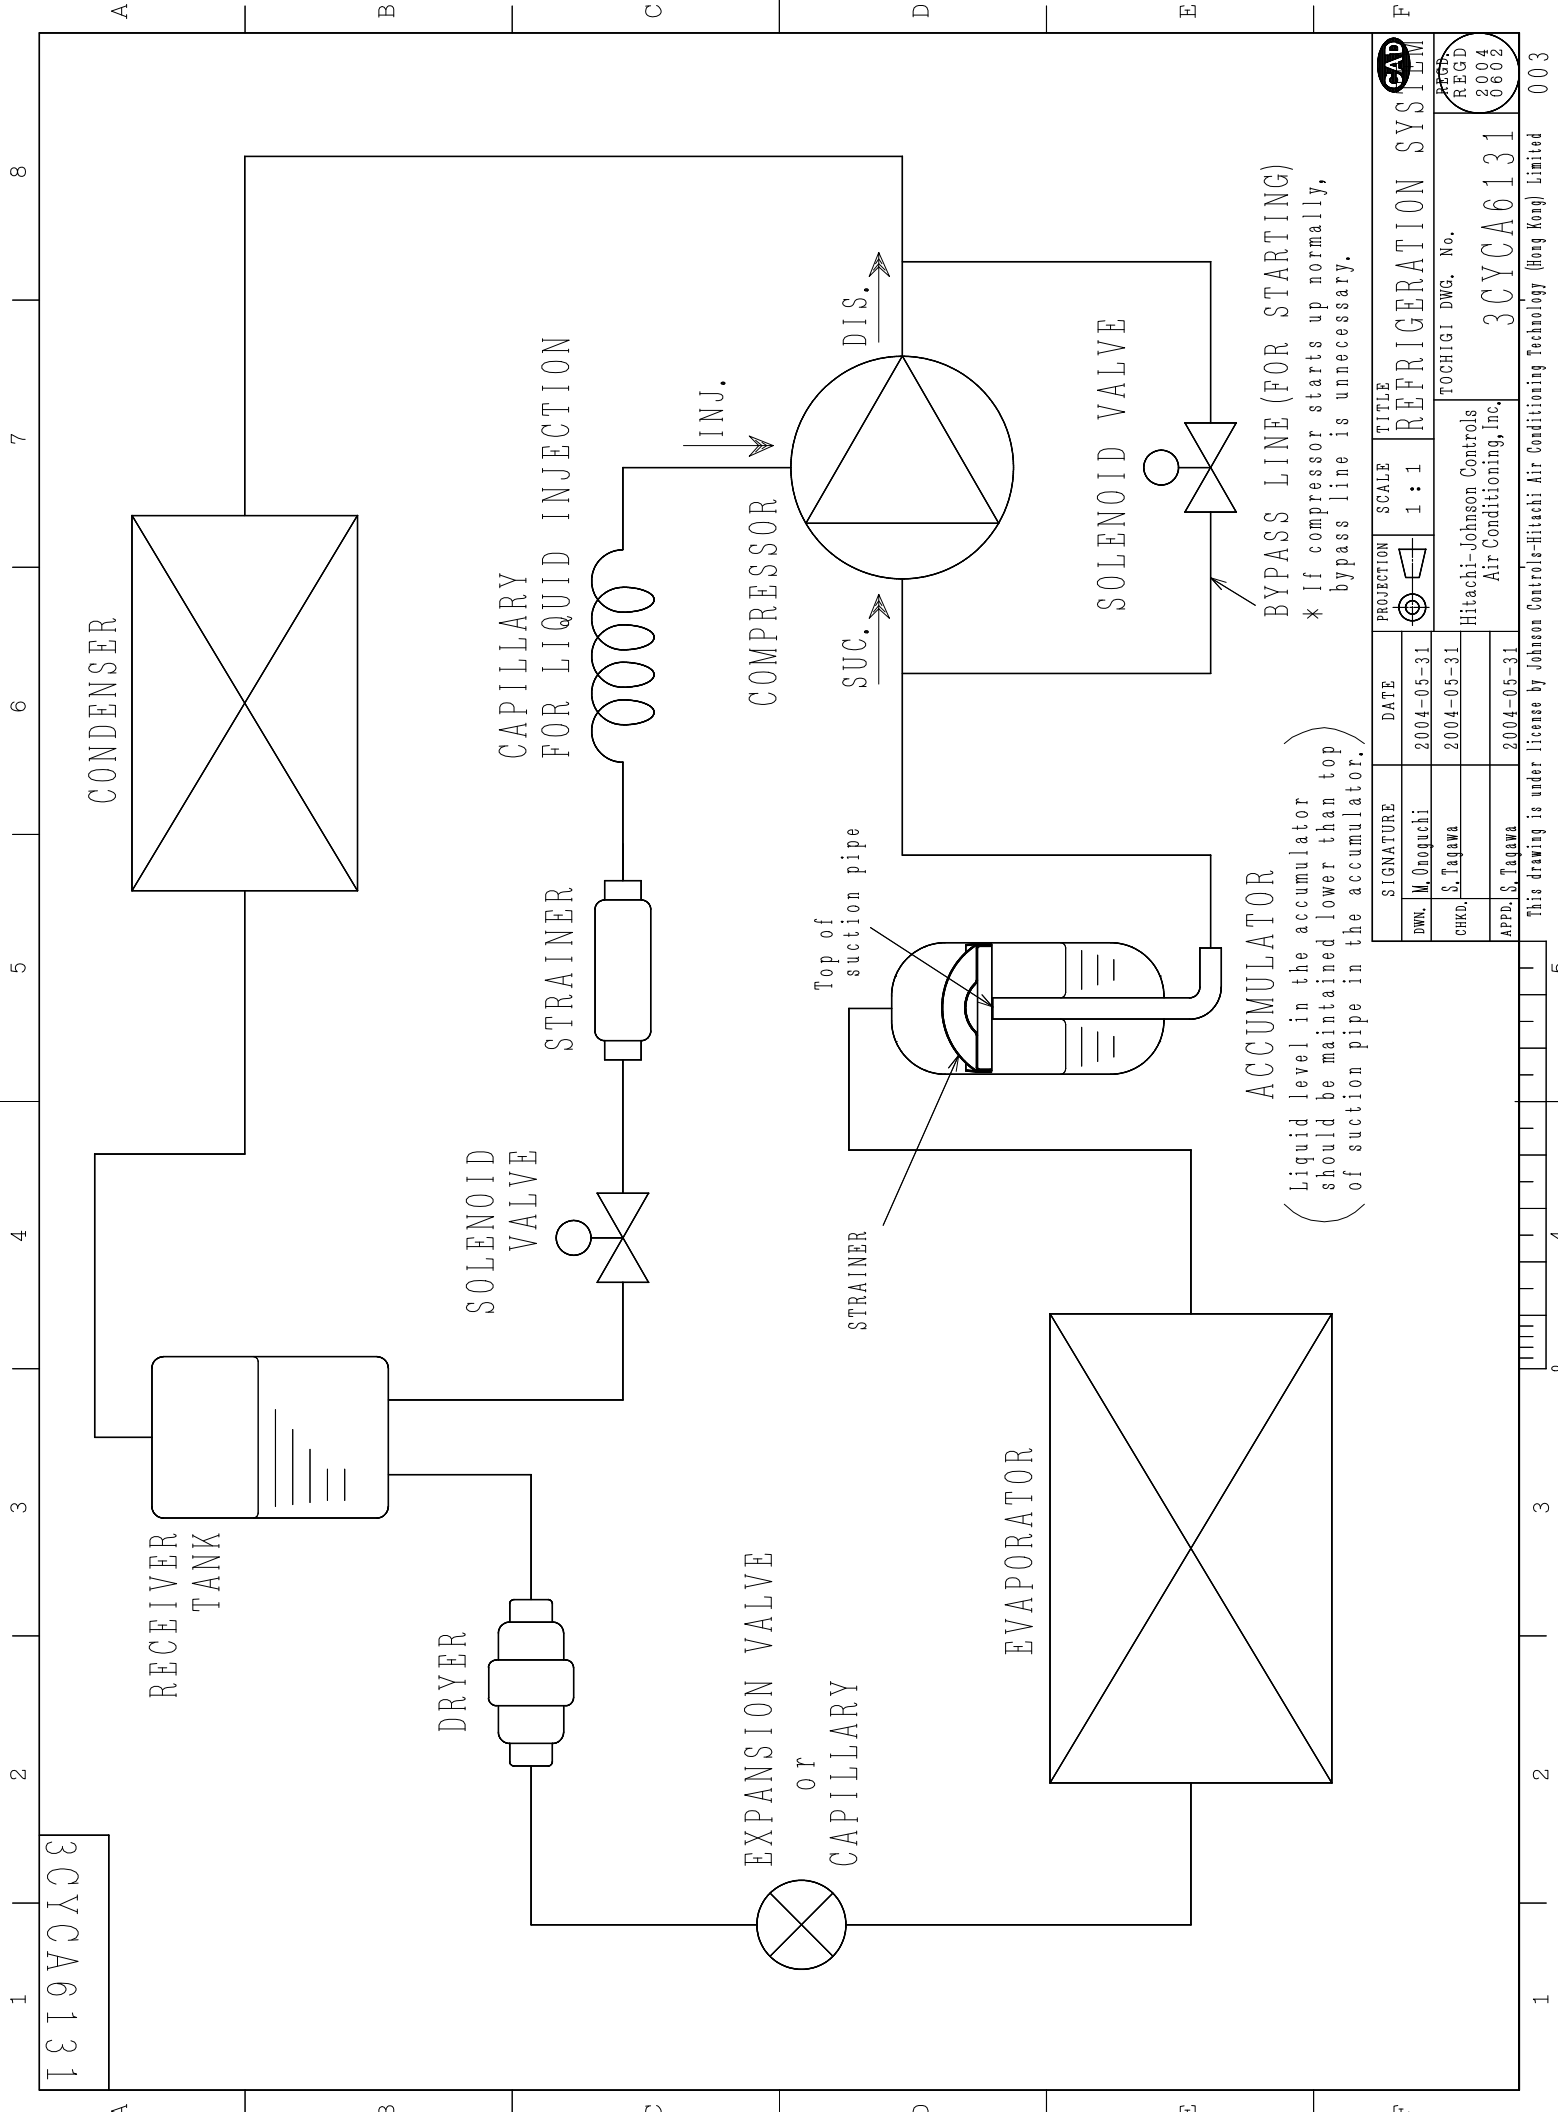 3CYCA6131
1 2 3 4 5 6 7 8
A
B
C
D
E
F
CONDENSER
RECEIVER
TANK
SOLENOID
VALVE
STRAINER
CAPILLARY
FOR LIQUID INJECTION
DRYER
INJ.
COMPRESSOR
EXPANSION VALVE
or
CAPILLARY
Top of
suction pipe
SUC.
DIS.
STRAINER
EVAPORATOR
SOLENOID VALVE
ACCUMULATOR
Liquid level in the accumulator
should be maintained lower than top
of suction pipe in the accumulator.
BYPASS LINE(FOR STARTING)
* If compressor starts up normally,
bypass line is unnecessary.
SIGNATURE
DATE
PROJECTION
SCALE
1:1
TITLE
REFRIGERATION SYSTEM
CAD
DWN.
M.Onoguchi
2004-05-31
CHKD.
S.Tagawa
2004-05-31
APPD.
S.Tagawa
2004-05-31
Hitachi-Johnson Controls
Air Conditioning,Inc.
TOCHIGI DWG. No.
3CYCA6131
REGD.
REGD
2004
0602
This drawing is under license by Johnson Controls-Hitachi Air Conditioning Technology (Hong Kong) Limited
003
1 2 3
A
E
F